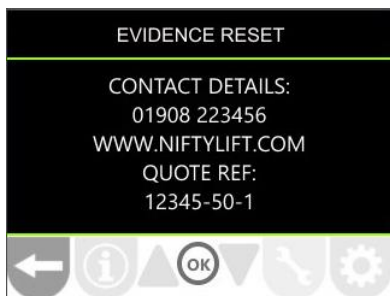 EVIDENCE RESET
CONTACT DETAILS:
01908 223456
WWW.NIFTYLIFT.COM
QUOTE REF:
12345-50-1
OK